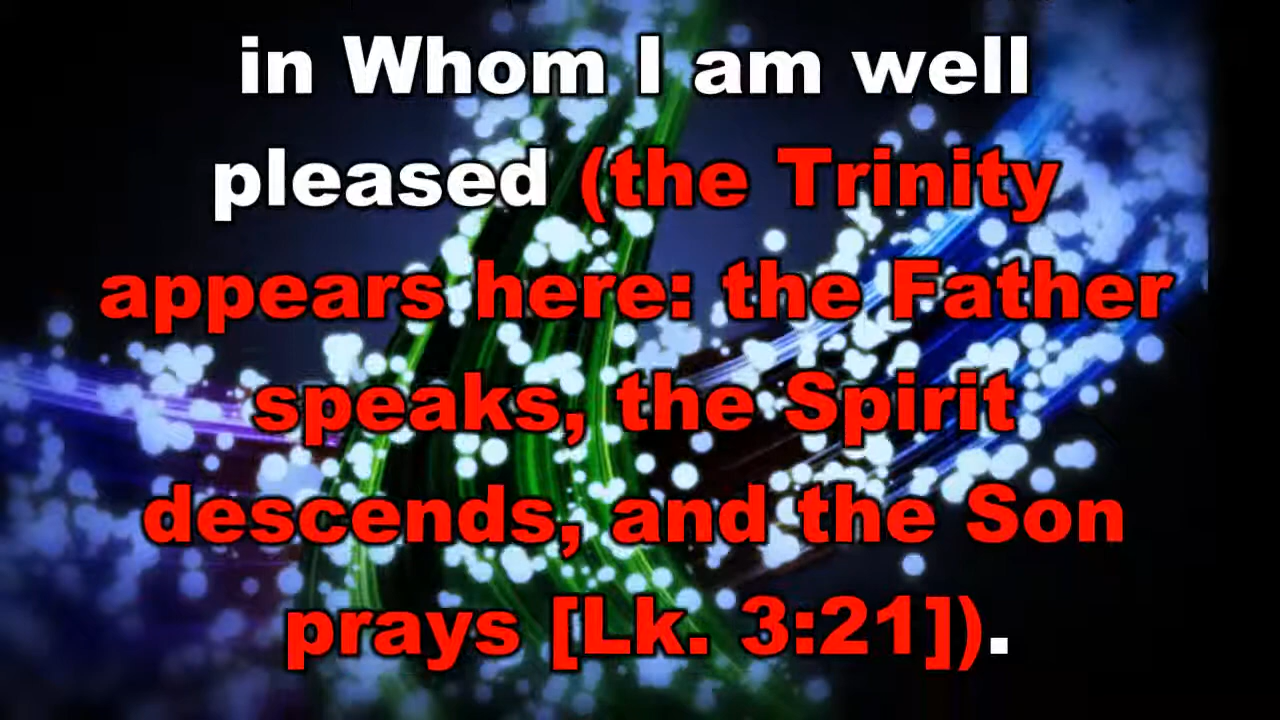 in Whom I am well
pleased (the Trinity
appears here: the Father
speaks, the Spirit
descends, and the Son
prays [Lk. 3:21]).